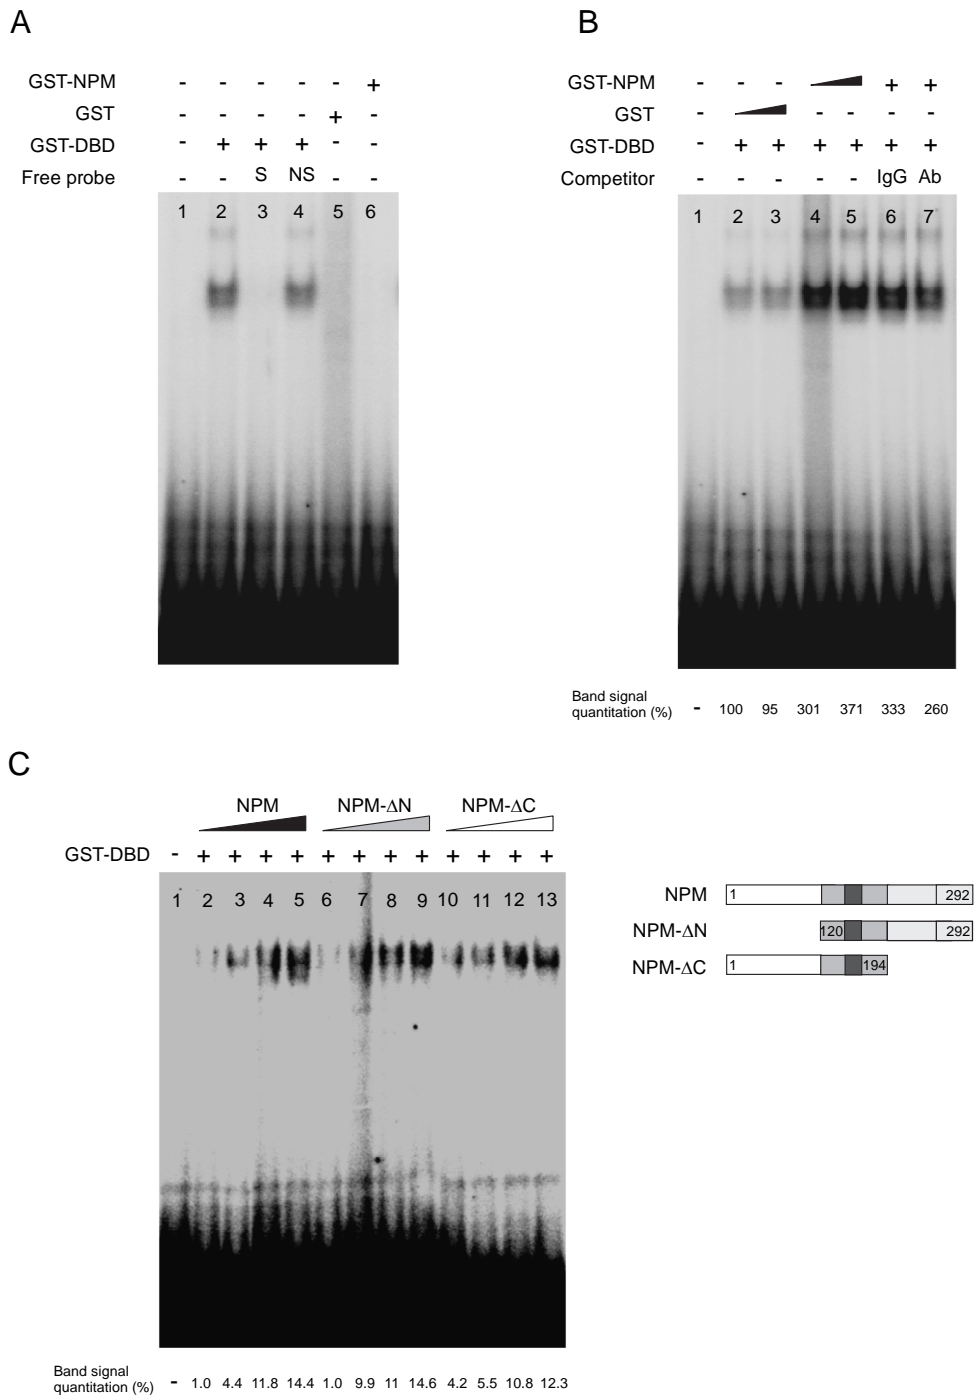 A
GST-NPM - - - - - +
GST - - - - + -
GST-DBD - + + + - -
Free probe - - S NS - -
1 2 3 4 5 6
B
GST-NPM - - - + +
GST - - - - -
GST-DBD - + + + + + +
Competitor - - - - - IgG Ab
1 2 3 4 5 6 7
Band signal
quantitation (%) - 100 95 301 371 333 260
C
NPM NPM-ΔN NPM-ΔC
GST-DBD - + + + + + + + + + + + +
1 2 3 4 5 6 7 8 9 10 11 12 13
Band signal
quantitation (%) - 1.0 4.4 11.8 14.4 1.0 9.9 11 14.6 4.2 5.5 10.8 12.3
NPM 1 292
NPM-ΔN 120 292
NPM-ΔC 1 194